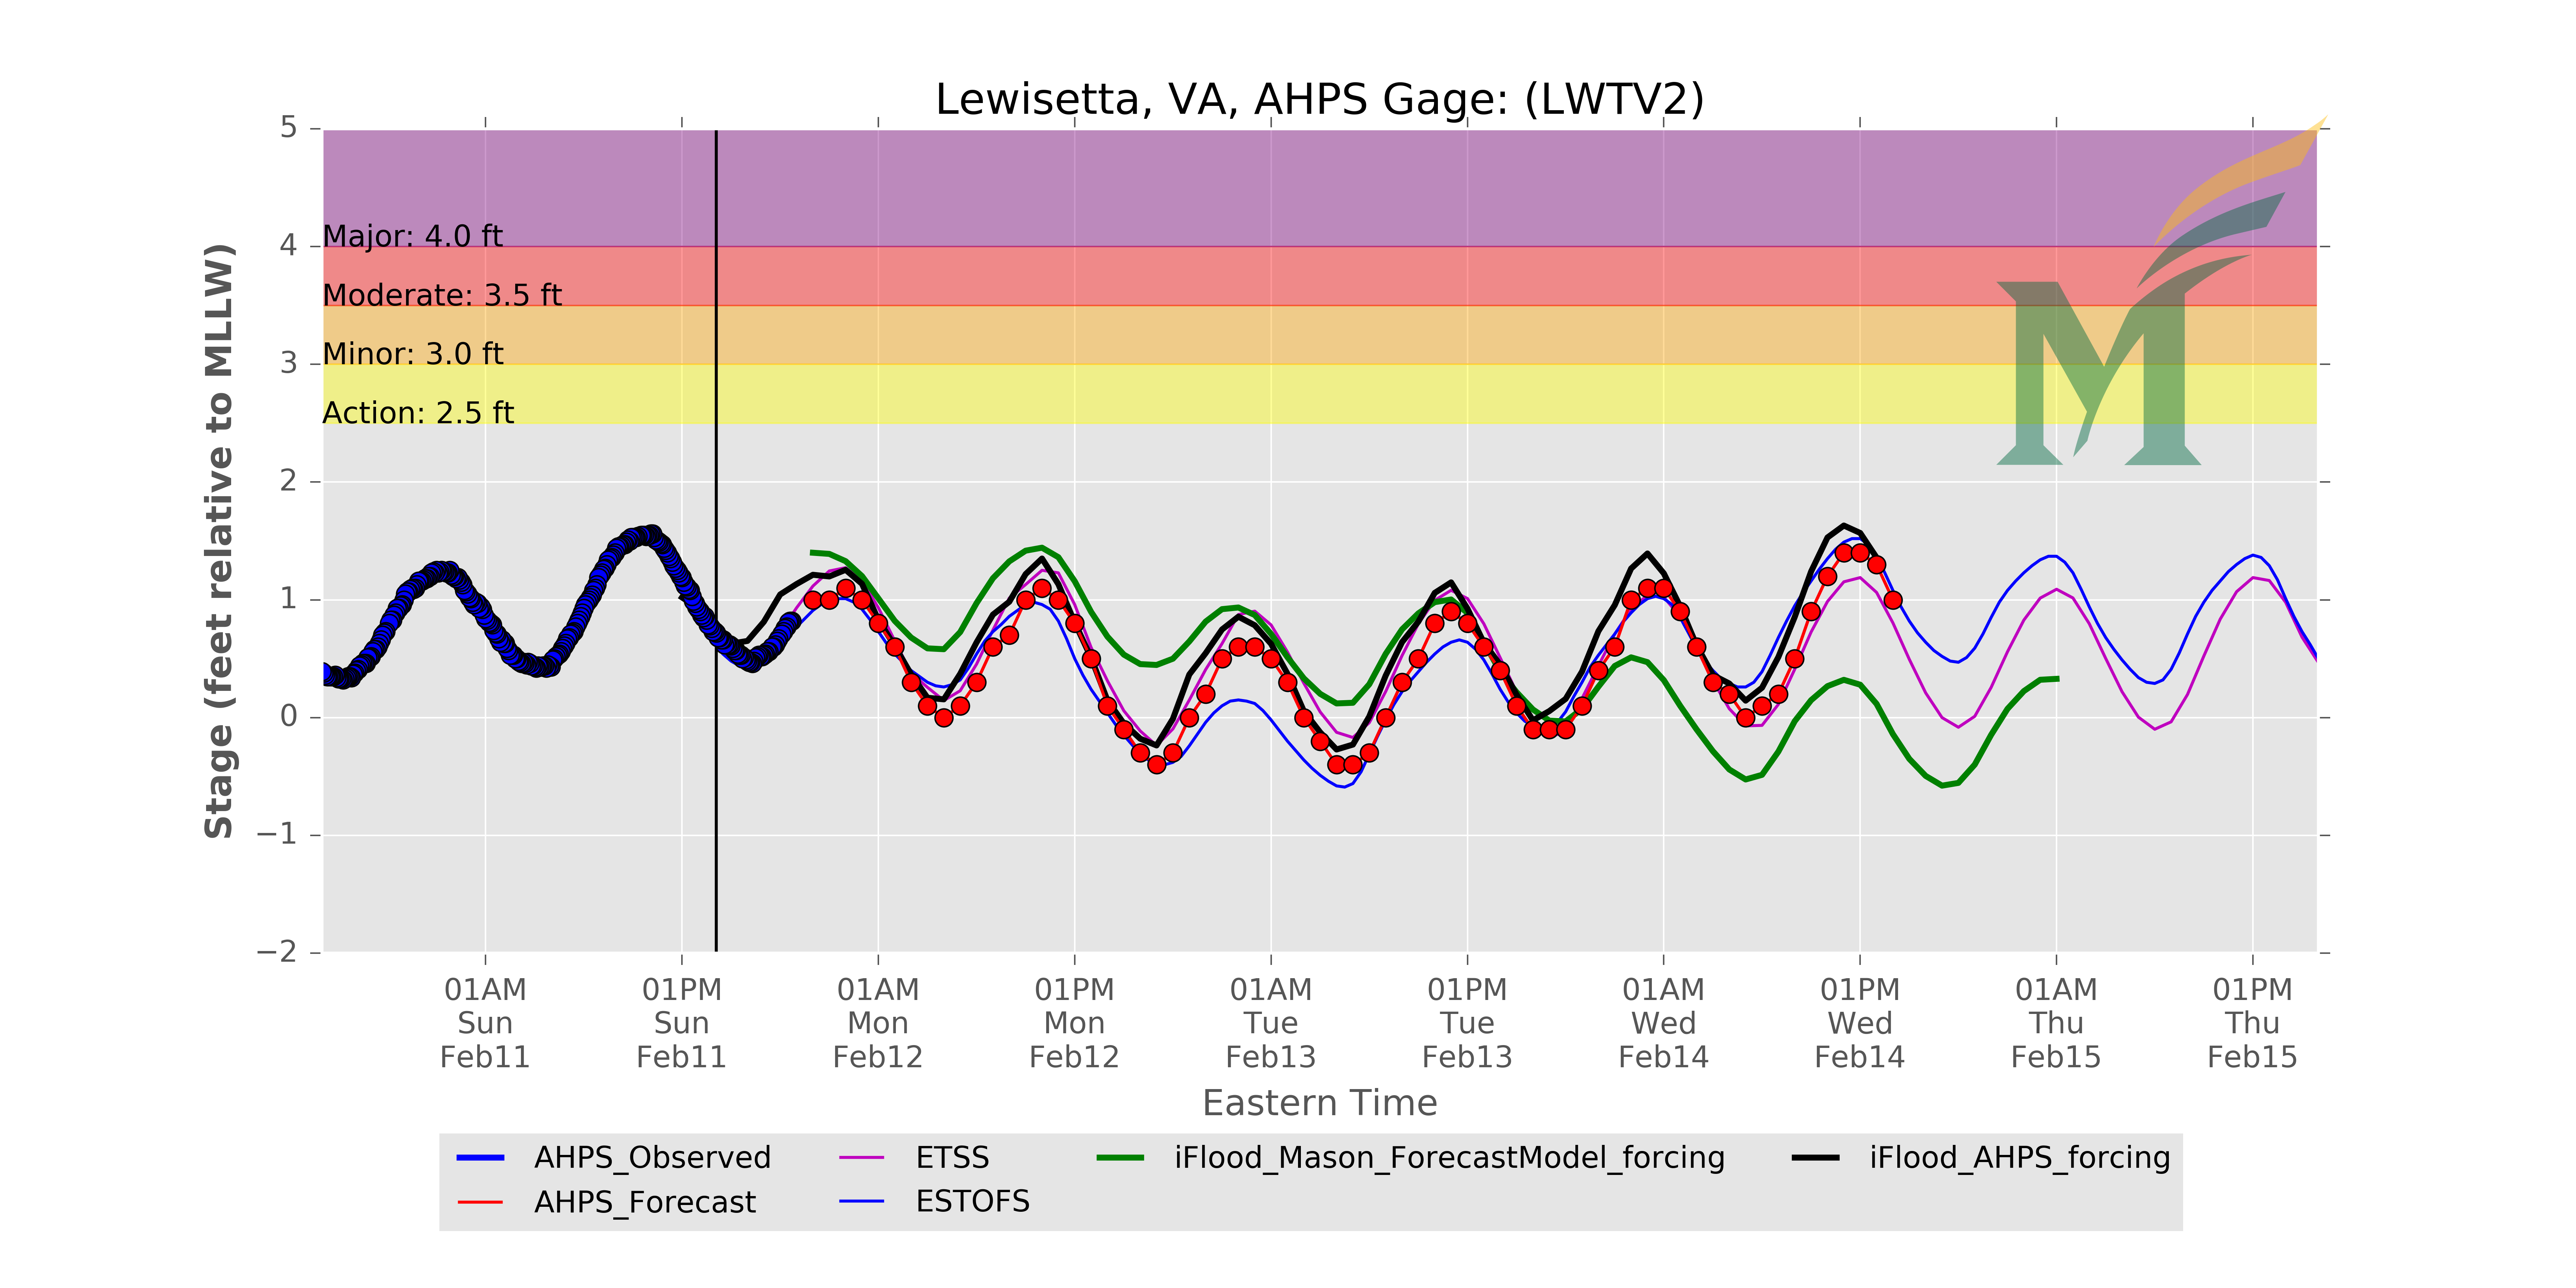 Lewisetta, VA, AHPS Gage: (LWTV2)
Stage (feet relative to MLLW)
5
4
3
2
1
0
−1
−2
Major: 4.0 ft
Moderate: 3.5 ft
Minor: 3.0 ft
Action: 2.5 ft
M
01AM 01PM 01AM 01PM 01AM 01PM 01AM 01PM 01AM 01PM
Sun Sun Mon Mon Tue Tue Wed Wed Thu Thu
Feb11 Feb11 Feb12 Feb12 Feb13 Feb13 Feb14 Feb14 Feb15 Feb15
Eastern Time
AHPS_Observed ETSS iFlood_Mason_ForecastModel_forcing iFlood_AHPS_forcing
AHPS_Forecast ESTOFS